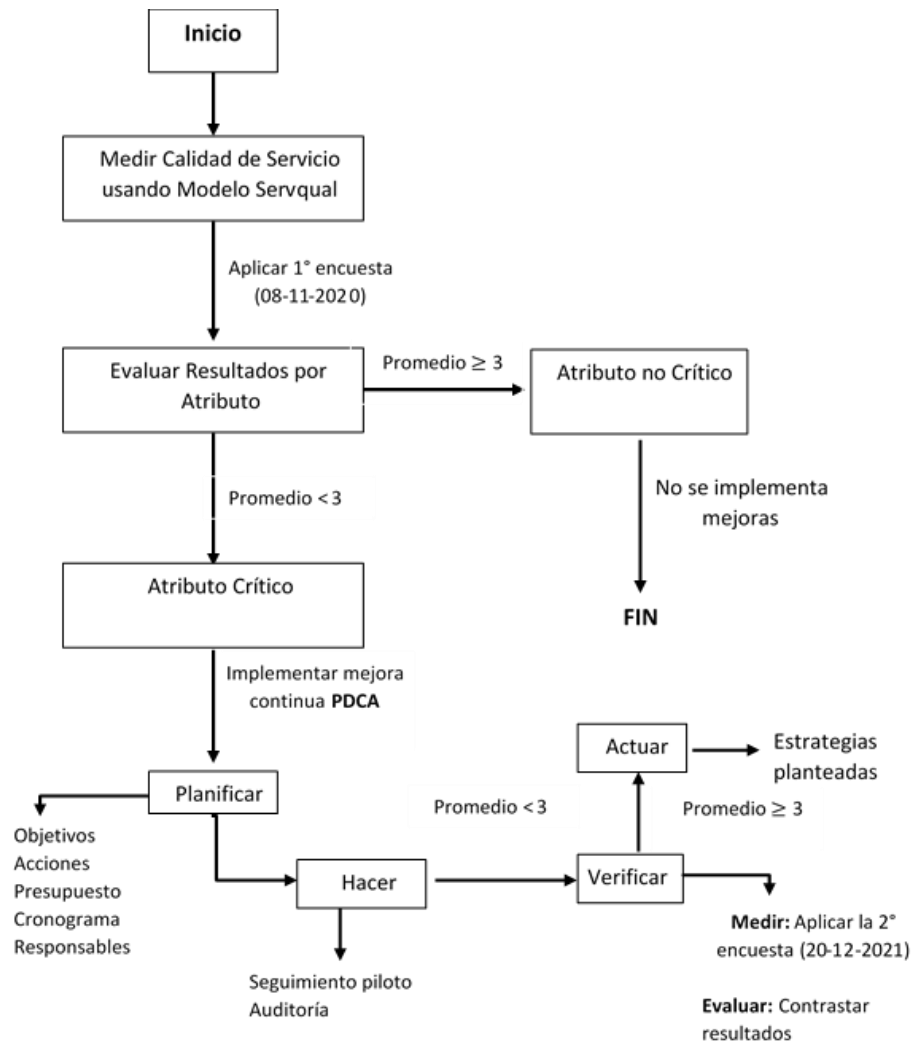 Inicio
Medir Calidad de Servicio
usando Modelo Servqual
Aplicar 1° encuesta
(08-11-2020)
Evaluar Resultados por
Atributo
Promedio ≥ 3
Atributo no Crítico
No se implementa
mejoras
FIN
Promedio < 3
Atributo Crítico
Implementar mejora
continua PDCA
Planificar
Objetivos
Acciones
Presupuesto
Cronograma
Responsables
Hacer
Seguimiento piloto
Auditoría
Promedio < 3
Verificar
Promedio ≥ 3
Actuar
Estrategias
planteadas
Medir: Aplicar la 2°
encuesta (20-12-2021)
Evaluar: Contrastar
resultados